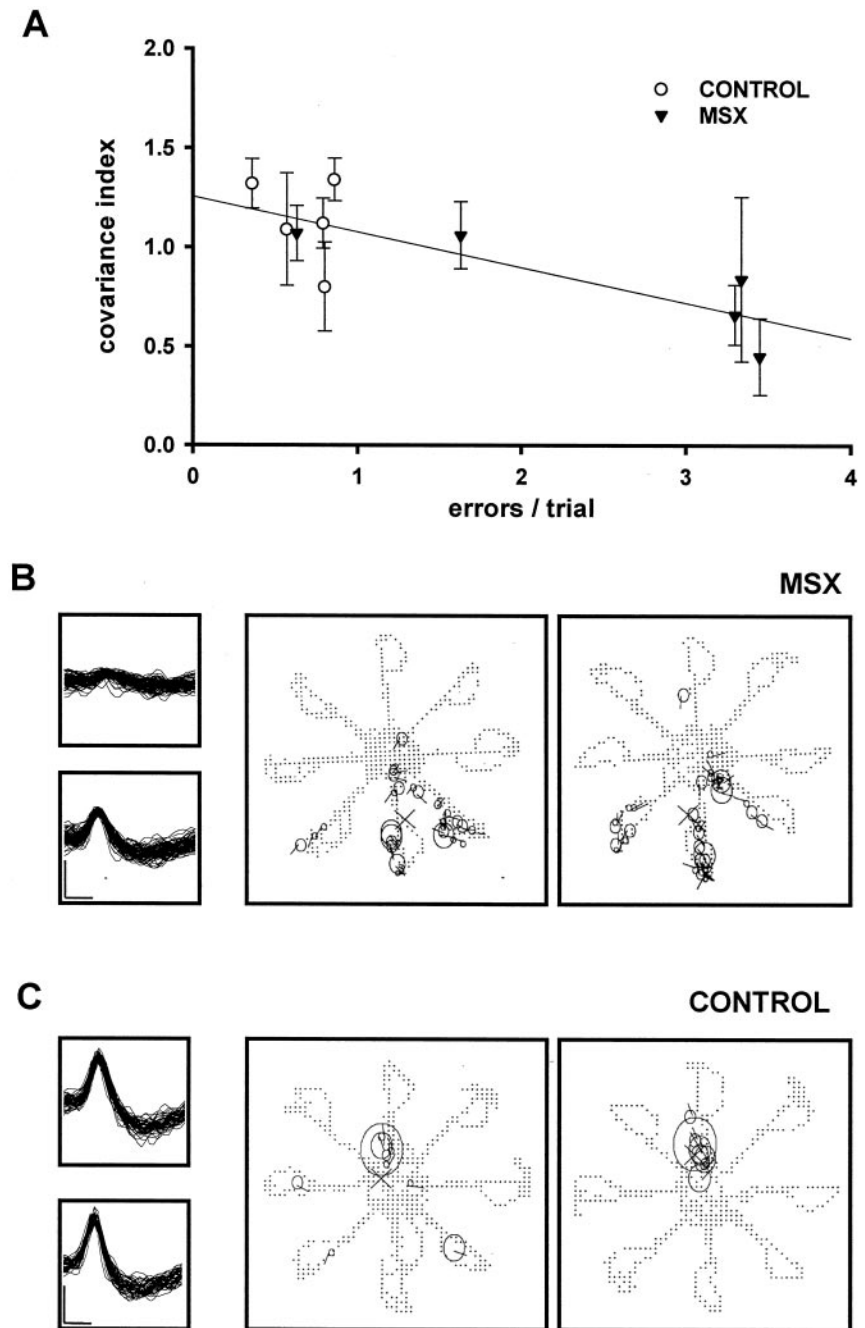 A
2.0
1.5
1.0
0.5
0.0
covariance index
CONTROL
MSX
0 1 2 3 4
errors / trial
B
MSX
C
CONTROL